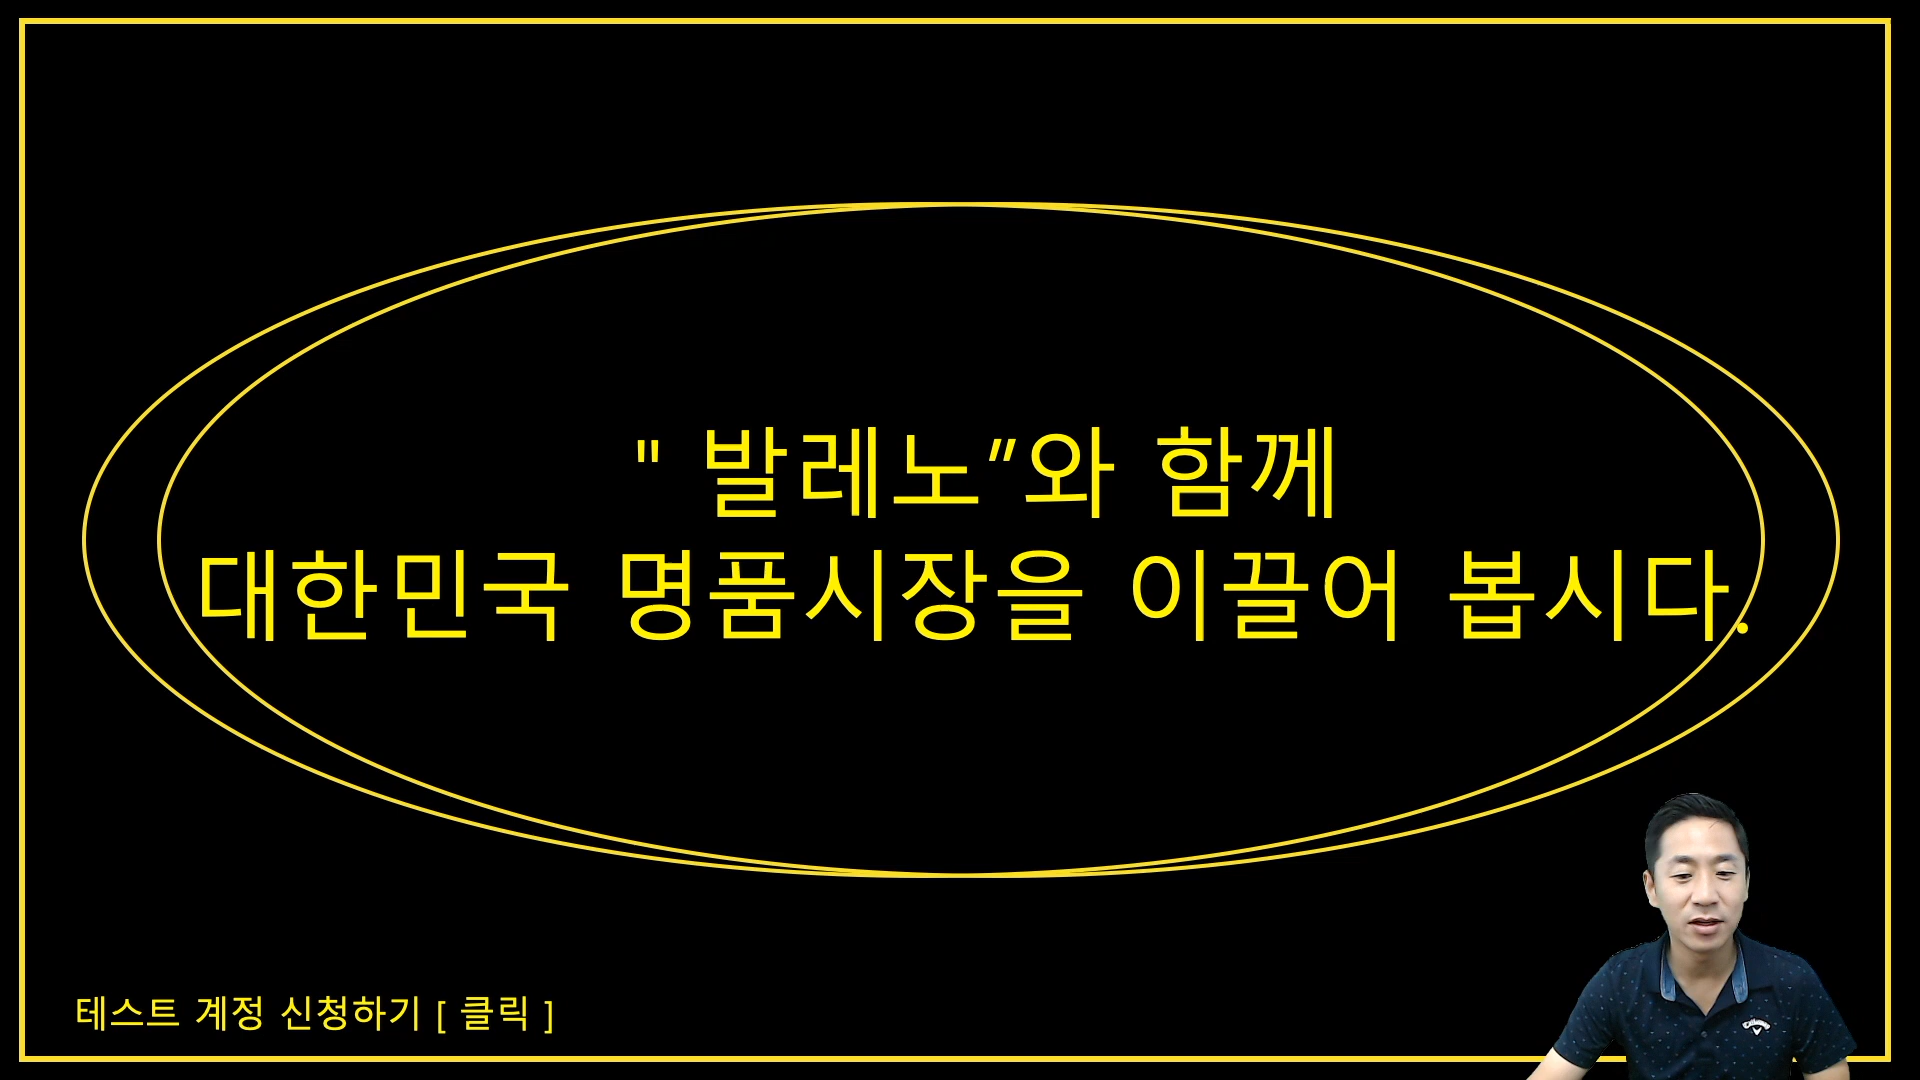 " 발레노”와 함께
대한민국 명품시장을 이끌어 봅시다.
테스트 계정 신청하기 [ 클릭 ]